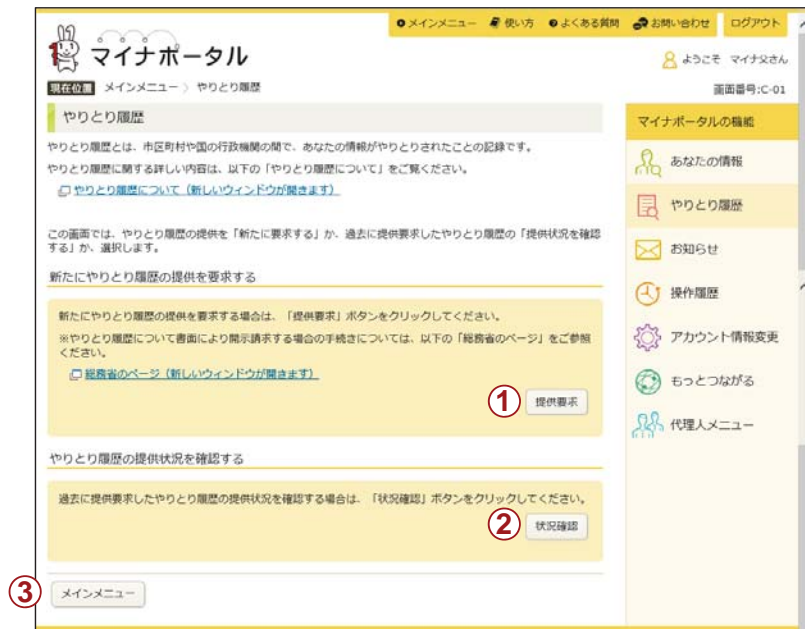 メインメニュー 使い方 よくある質問 お問い合わせ ログアウト
マイナポータル
ようこそ マイナ父さん
現在位置 メインメニュー 〉 やりとり履歴
画面番号:C-01
やりとり履歴
やりとり履歴とは、市区町村や国の行政機関の間で、あなたの情報がやりとりされたことの記録です。
やりとり履歴に関する詳しい内容は、以下の「やりとり履歴について」をご覧ください。
やりとり履歴について（新しいウィンドウが開きます）
この画面では、やりとり履歴の提供を「新たに要求する」か、過去に提供要求したやりとり履歴の「提供状況を確認
する」か、選択します。
新たにやりとり履歴の提供を要求する
新たにやりとり履歴の提供を要求する場合は、「提供要求」ボタンをクリックしてください。
※やりとり履歴について書面により開示請求する場合の手続きについては、以下の「総務省のページ」をご参照
ください。
総務省のページ（新しいウィンドウが開きます）
① 提供要求
やりとり履歴の提供状況を確認する
過去に提供要求したやりとり履歴の提供状況を確認する場合は、「状況確認」ボタンをクリックしてください。
② 状況確認
③ メインメニュー
マイナポータルの機能
あなたの情報
やりとり履歴
お知らせ
操作履歴
アカウント情報変更
もっとつながる
代理人メニュー